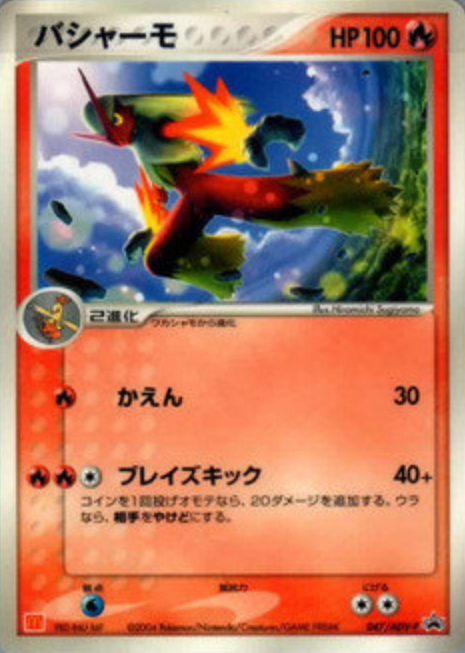 バシャーモ HP100
Illus. Hiromichi Sugiyama
2進化
ワカシャモから進化
かえん 30
ブレイズキック 40+
コインを1回投げオモテなら、20ダメージを追加する。ウラ
なら、相手をやけどにする。
弱点 抵抗力 にげる
©2004 Pokémon/Nintendo/Creatures/GAME FREAK 047/ADV-P